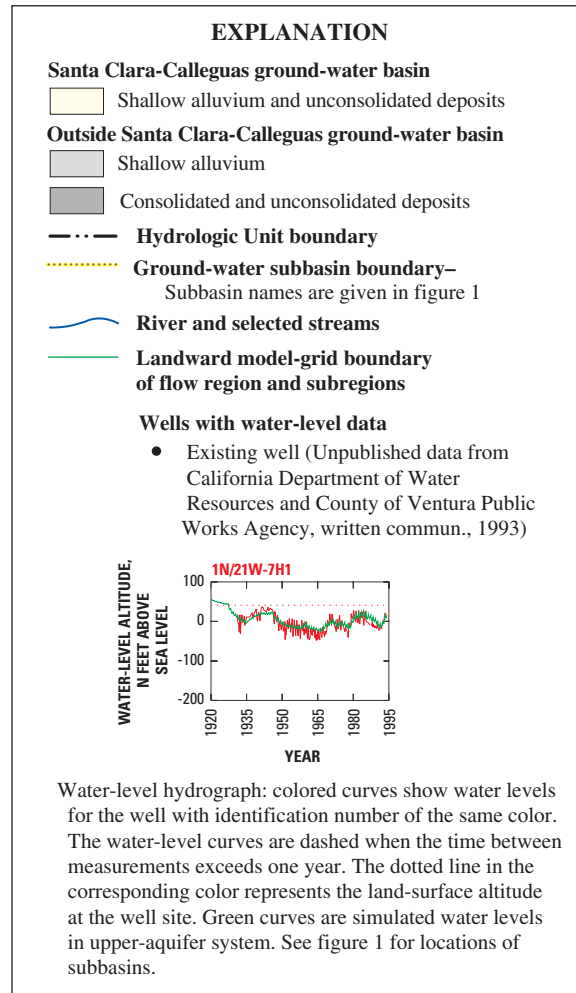 EXPLANATION
Santa Clara-Calleguas ground-water basin
Shallow alluvium and unconsolidated deposits
Outside Santa Clara-Calleguas ground-water basin
Shallow alluvium
Consolidated and unconsolidated deposits
Hydrologic Unit boundary
Ground-water subbasin boundary–
Subbasin names are given in figure 1
River and selected streams
Landward model-grid boundary
of flow region and subregions
Wells with water-level data
Existing well (Unpublished data from
California Department of Water
Resources and County of Ventura Public
Works Agency, written commun., 1993)
1N/21W-7H1
WATER-LEVEL ALTITUDE,
N FEET ABOVE
SEA LEVEL
100
0
-100
-200
1920
1935
1950
1965
1980
1995
YEAR
Water-level hydrograph: colored curves show water levels
for the well with identification number of the same color.
The water-level curves are dashed when the time between
measurements exceeds one year. The dotted line in the
corresponding color represents the land-surface altitude
at the well site. Green curves are simulated water levels
in upper-aquifer system. See figure 1 for locations of
subbasins.